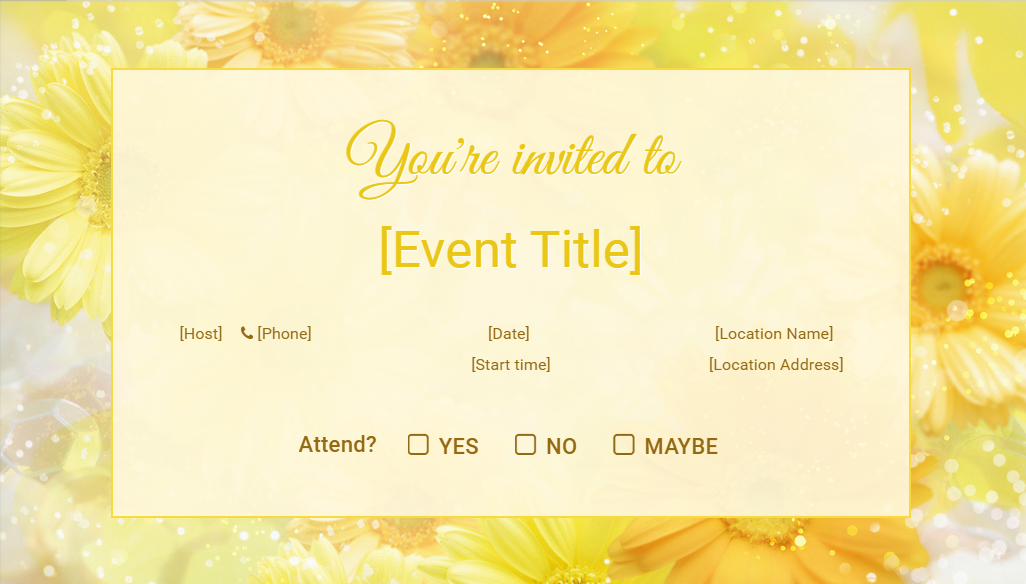 You're invited to
[Event Title]
[Host] [Phone] [Date] [Location Name]
[Start time] [Location Address]
Attend? YES NO MAYBE